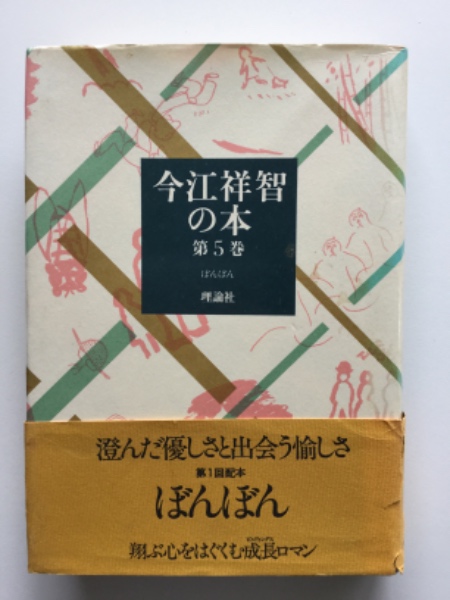 今江祥智
の本
第5巻
ぼんぼん
理論社
澄んだ優しさと出会う愉しさ
第1回配本
ぼんぼん
翔ぶ心をはぐくむ成長ロマン